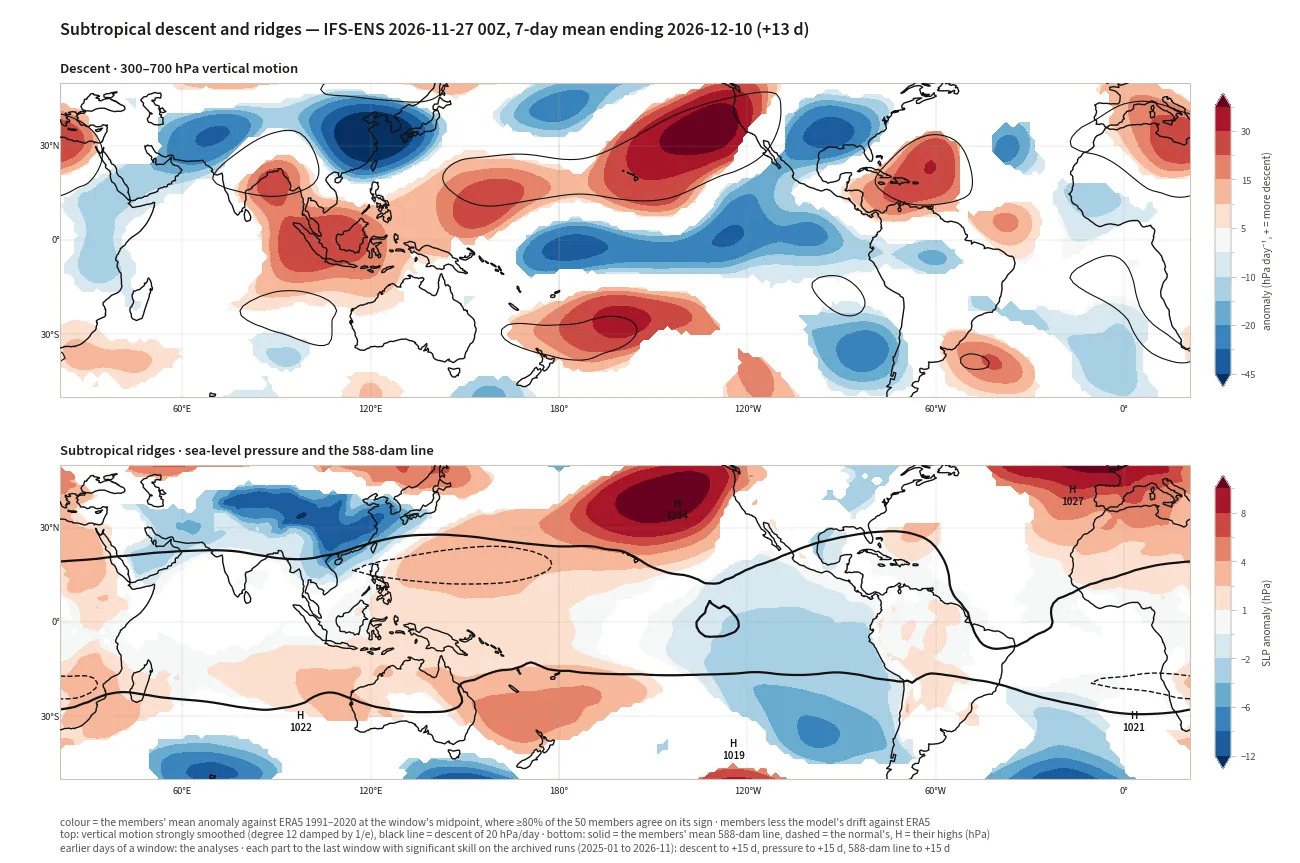 Subtropical descent and ridges — IFS-ENS 2026-11-27 00Z, 7-day mean ending 2026-12-10 (+13 d)
Descent · 300–700 hPa vertical motion
30°N
0°
30°S
60°E
120°E
180°
120°W
60°W
0°
30
15
5
−10
−20
−45
anomaly (hPa day⁻¹, + = more descent)
Subtropical ridges · sea-level pressure and the 588-dam line
H
1034
H
1027
30°N
0°
30°S
H
1022
H
1019
H
1021
60°E
120°E
180°
120°W
60°W
0°
8
4
1
−2
−6
−12
SLP anomaly (hPa)
colour = the members' mean anomaly against ERA5 1991–2020 at the window's midpoint, where ≥80% of the 50 members agree on its sign · members less the model's drift against ERA5
top: vertical motion strongly smoothed (degree 12 damped by 1/e), black line = descent of 20 hPa/day · bottom: solid = the members' mean 588-dam line, dashed = the normal's, H = their highs (hPa)
earlier days of a window: the analyses · each part to the last window with significant skill on the archived runs (2025-01 to 2026-11): descent to +15 d, pressure to +15 d, 588-dam line to +15 d